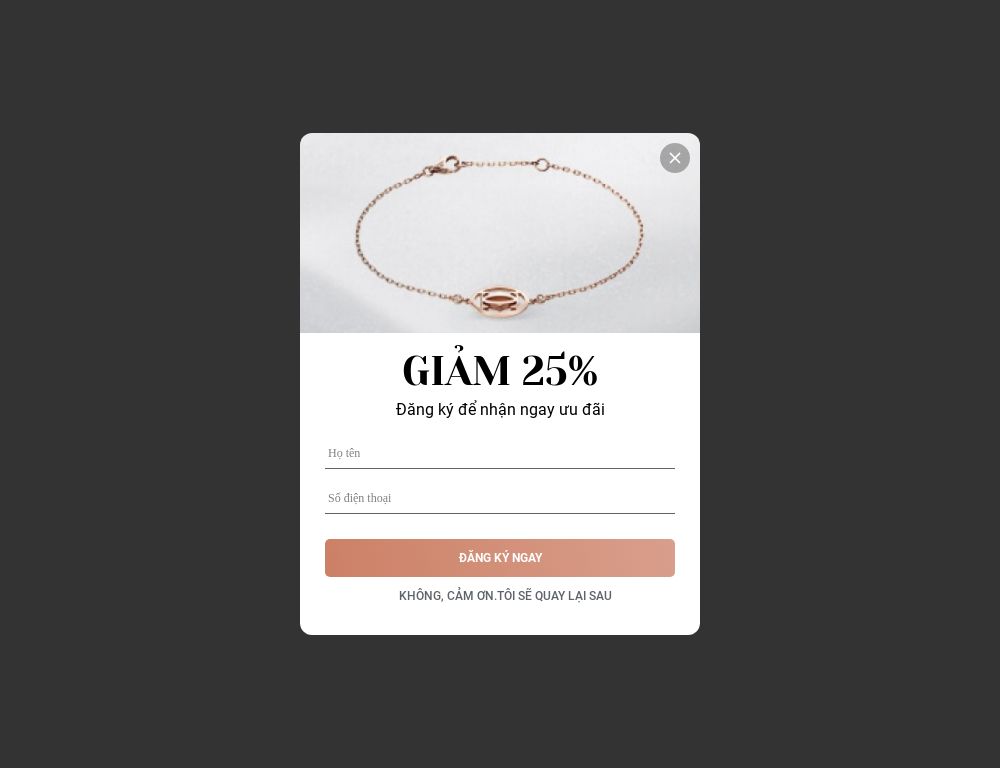 GIẢM 25%
Đăng ký để nhận ngay ưu đãi
Họ tên
Số điện thoại
ĐĂNG KÝ NGAY
KHÔNG, CẢM ƠN.TÔI SẼ QUAY LẠI SAU